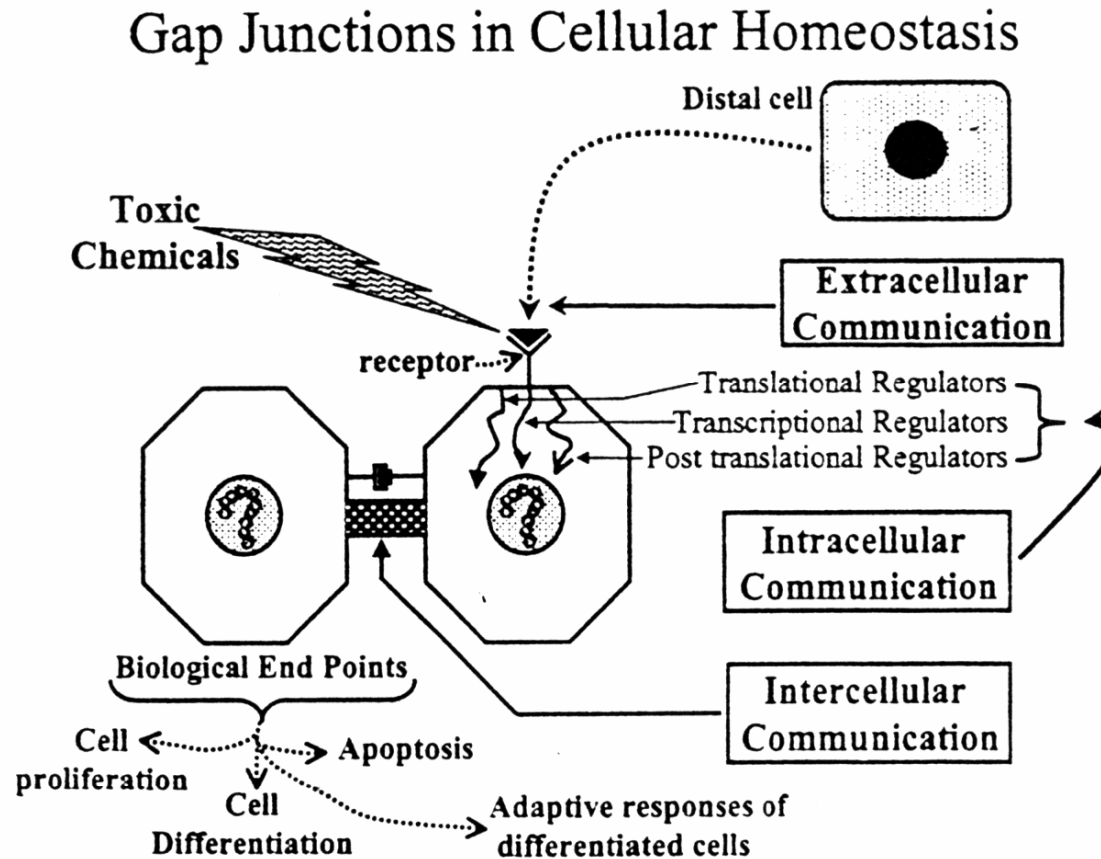 Gap Junctions in Cellular Homeostasis
Distal cell
Toxic
Chemicals
Extracellular
Communication
receptor
Translational Regulators
Transcriptional Regulators
Post translational Regulators
Intracellular
Communication
Biological End Points
Intercellular
Communication
Cell
proliferation
Apoptosis
Cell
Differentiation
Adaptive responses of
differentiated cells